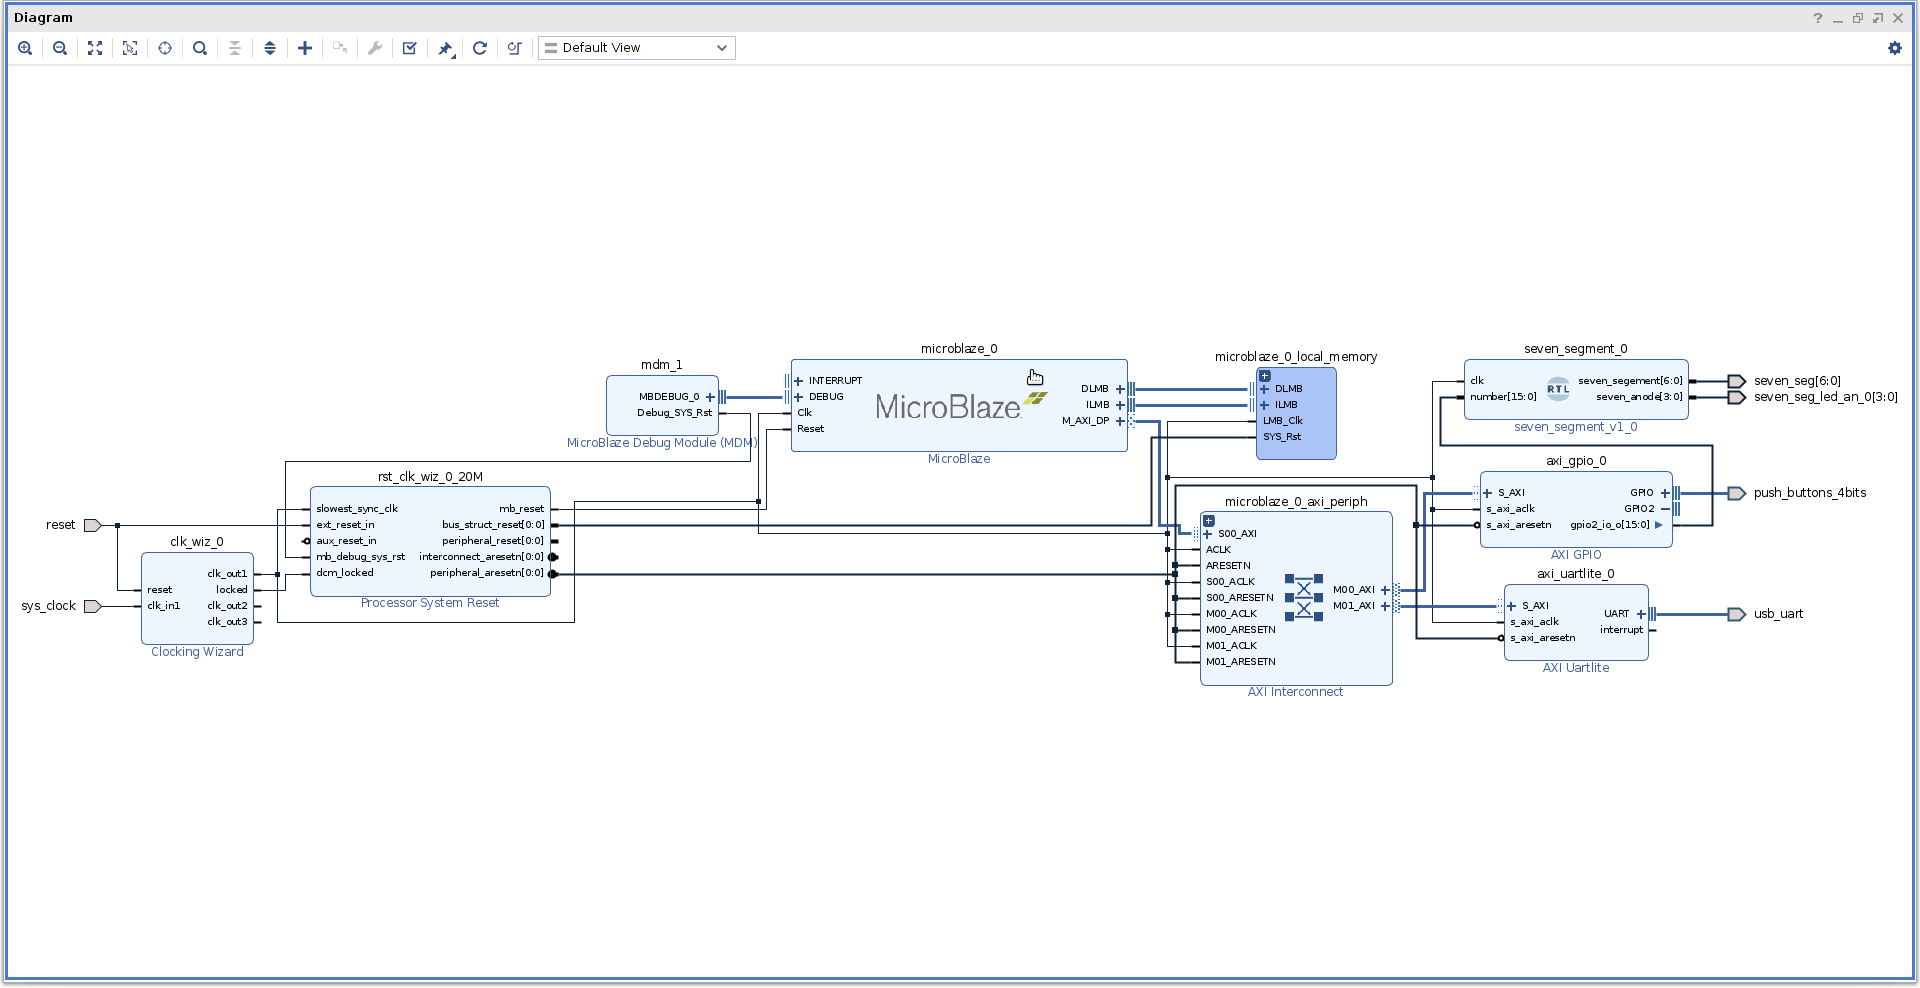 Diagram
?
Default View
reset
sys_clock
clk_wiz_0
reset
clk_in1
clk_out1
locked
clk_out2
clk_out3
Clocking Wizard
rst_clk_wiz_0_20M
slowest_sync_clk
ext_reset_in
aux_reset_in
mb_debug_sys_rst
dcm_locked
mb_reset
bus_struct_reset[0:0]
peripheral_reset[0:0]
interconnect_aresetn[0:0]
peripheral_aresetn[0:0]
Processor System Reset
mdm_1
MBDEBUG_0
Debug_SYS_Rst
MicroBlaze Debug Module (MDM)
microblaze_0
INTERRUPT
DEBUG
Clk
Reset
MicroBlaze
DLMB
ILMB
M_AXI_DP
MicroBlaze
microblaze_0_local_memory
DLMB
ILMB
LMB_Clk
SYS_Rst
microblaze_0_axi_periph
S00_AXI
ACLK
ARESETN
S00_ACLK
S00_ARESETN
M00_ACLK
M00_ARESETN
M01_ACLK
M01_ARESETN
M00_AXI
M01_AXI
AXI Interconnect
seven_segment_0
clk
number[15:0]
RTL
seven_segement[6:0]
seven_anode[3:0]
seven_segment_v1_0
axi_gpio_0
S_AXI
s_axi_aclk
s_axi_aresetn
GPIO
GPIO2
gpio2_io_o[15:0]
AXI GPIO
axi_uartlite_0
S_AXI
s_axi_aclk
s_axi_aresetn
UART
interrupt
AXI Uartlite
seven_seg[6:0]
seven_seg_led_an_0[3:0]
push_buttons_4bits
usb_uart